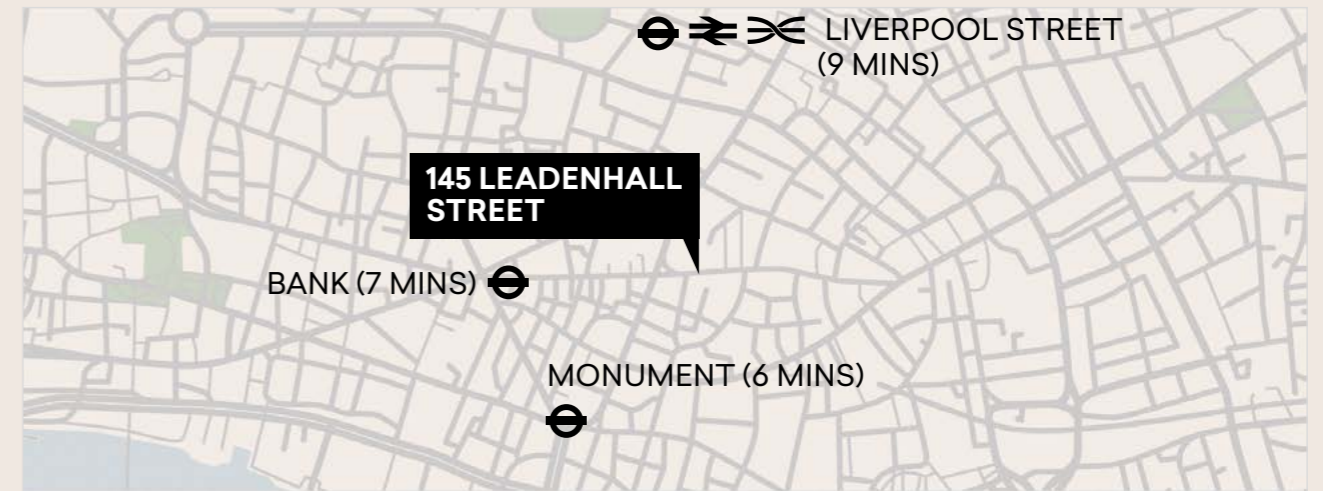 LIVERPOOL STREET
(9 MINS)
145 LEADENHALL
STREET
BANK (7 MINS)
MONUMENT (6 MINS)